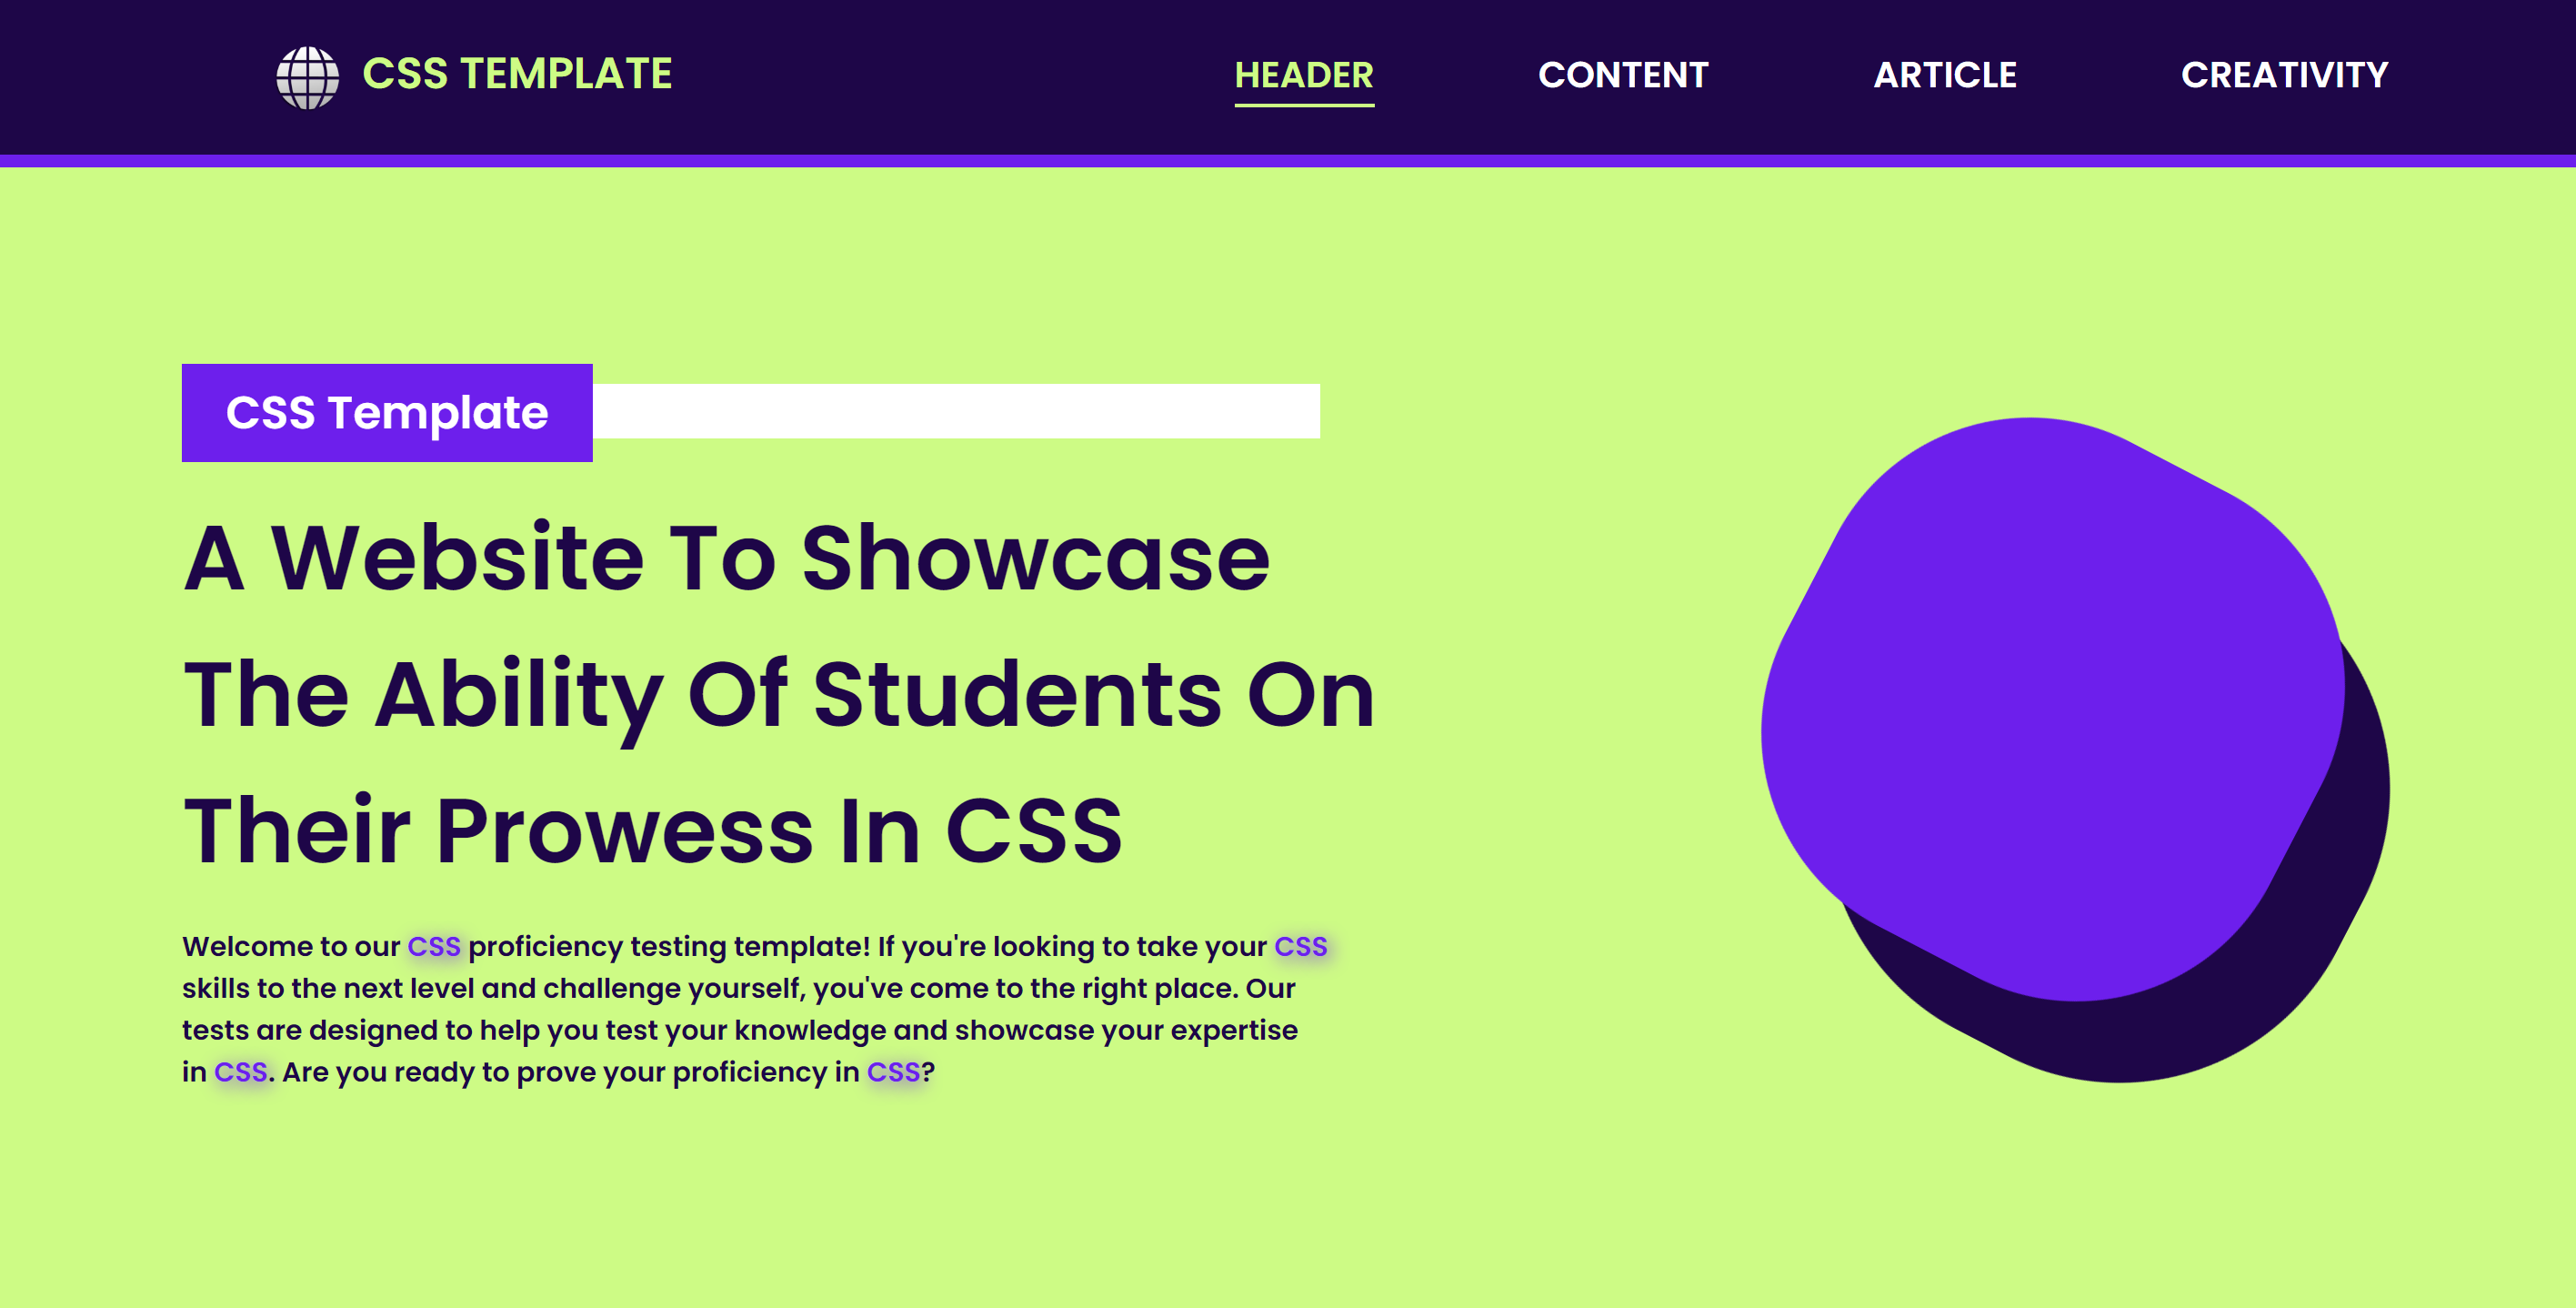 CSS TEMPLATE
HEADER CONTENT ARTICLE CREATIVITY
CSS Template
A Website To Showcase
The Ability Of Students On
Their Prowess In CSS
Welcome to our CSS proficiency testing template! If you're looking to take your CSS
skills to the next level and challenge yourself, you've come to the right place. Our
tests are designed to help you test your knowledge and showcase your expertise
in CSS. Are you ready to prove your proficiency in CSS?